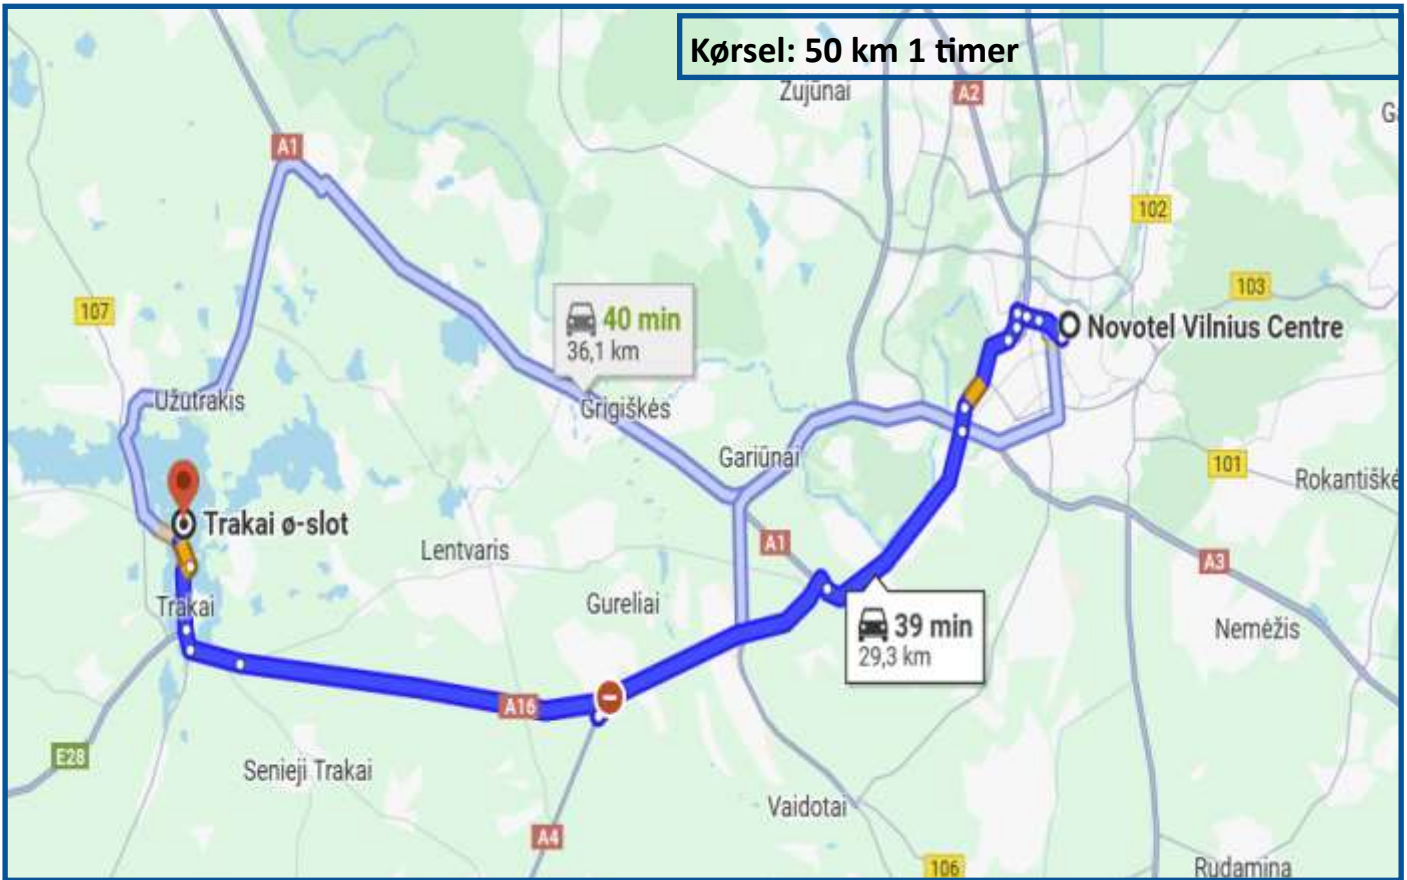 Kørsel: 50 km 1 timer
Žujūnai
A2
A1
102
103
107
40 min
36,1 km
Novotel Vilnius Centre
Užutrakis
Grigiškės
Gariūnai
101
Trakai ø-slot
Lentvaris
A1
A3
Trakai
Gureliai
39 min
29,3 km
Nemėžis
A16
E28
Senieji Trakai
Vaidotai
A4
106
Rudamina